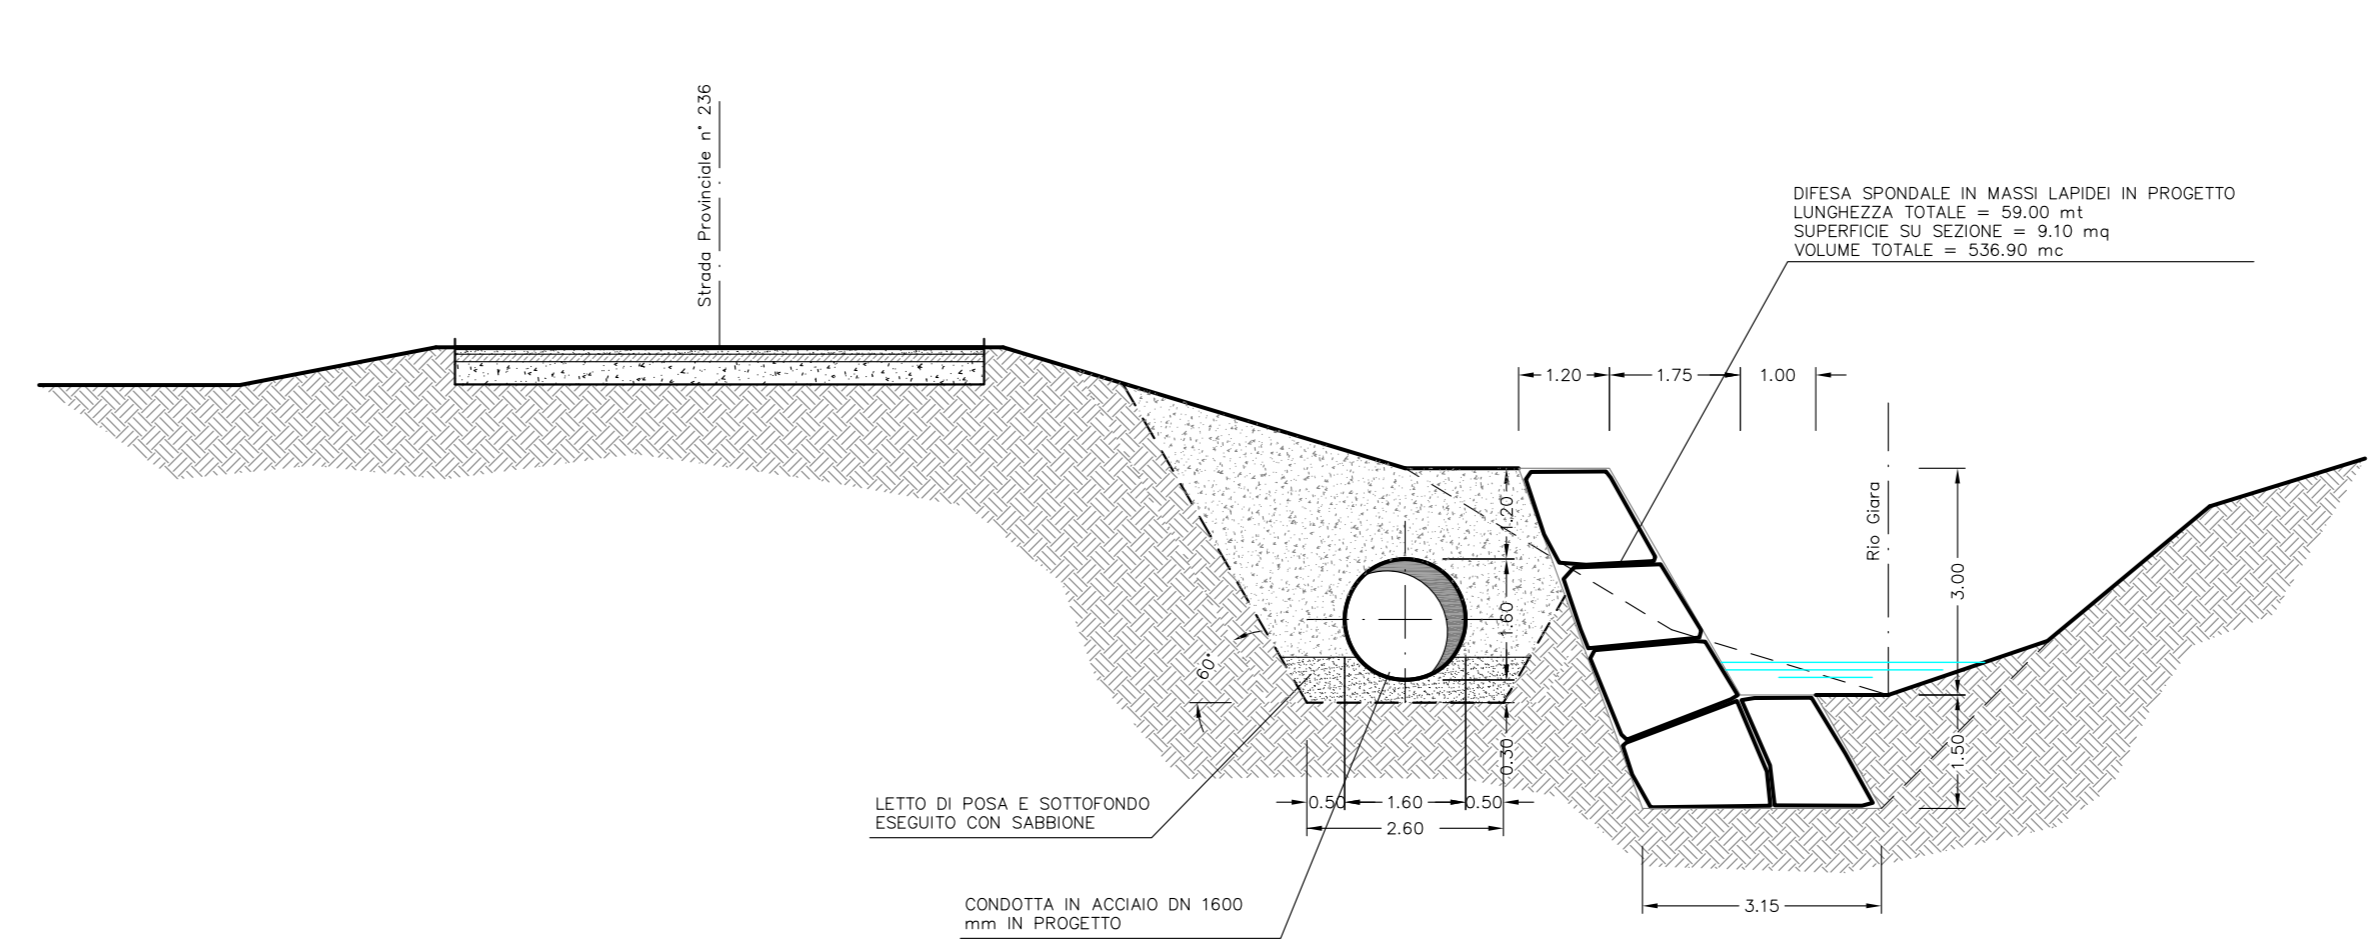 Strada Provinciale n° 236
DIFESA SPONDALE IN MASSI LAPIDEI IN PROGETTO
LUNGHEZZA TOTALE = 59.00 mt
SUPERFICIE SU SEZIONE = 9.10 mq
VOLUME TOTALE = 536.90 mc
1.20
1.75
1.00
Rio Giara
1.20
3.00
1.60
60°
0.30
1.50
0.50
1.60
0.50
2.60
LETTO DI POSA E SOTTOFONDO
ESEGUITO CON SABBIONE
CONDOTTA IN ACCIAIO DN 1600
mm IN PROGETTO
3.15